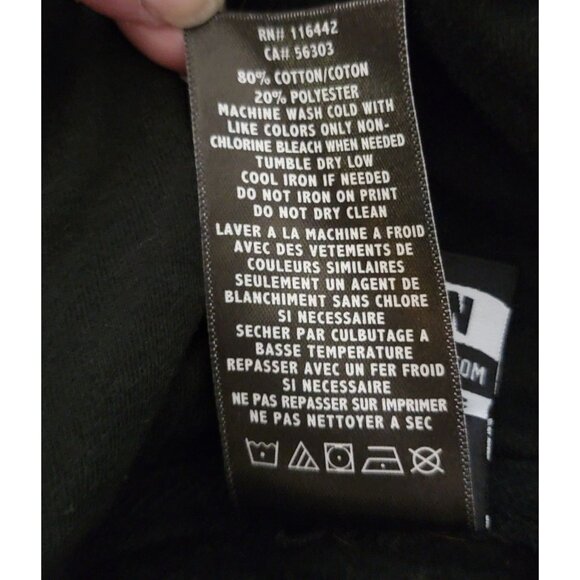 RN# 116442
CA# 56303
80% COTTON/COTON
20% POLYESTER
MACHINE WASH COLD WITH
LIKE COLORS ONLY NON-
CHLORINE BLEACH WHEN NEEDED
TUMBLE DRY LOW
COOL IRON IF NEEDED
DO NOT IRON ON PRINT
DO NOT DRY CLEAN
LAVER A LA MACHINE A FROID
AVEC DES VETEMENTS DE
COULEURS SIMILAIRES
SEULEMENT UN AGENT DE
BLANCHIMENT SANS CHLORE
SI NECESSAIRE
SECHER PAR CULBUTAGE A
BASSE TEMPERATURE
REPASSER AVEC UN FER FROID
SI NECESSAIRE
NE PAS REPASSER SUR IMPRIMER
NE PAS NETTOYER A SEC